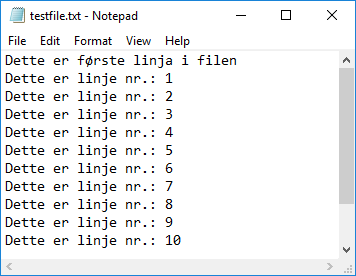 testfile.txt - Notepad
File Edit Format View Help
Dette er første linja i filen
Dette er linje nr.: 1
Dette er linje nr.: 2
Dette er linje nr.: 3
Dette er linje nr.: 4
Dette er linje nr.: 5
Dette er linje nr.: 6
Dette er linje nr.: 7
Dette er linje nr.: 8
Dette er linje nr.: 9
Dette er linje nr.: 10